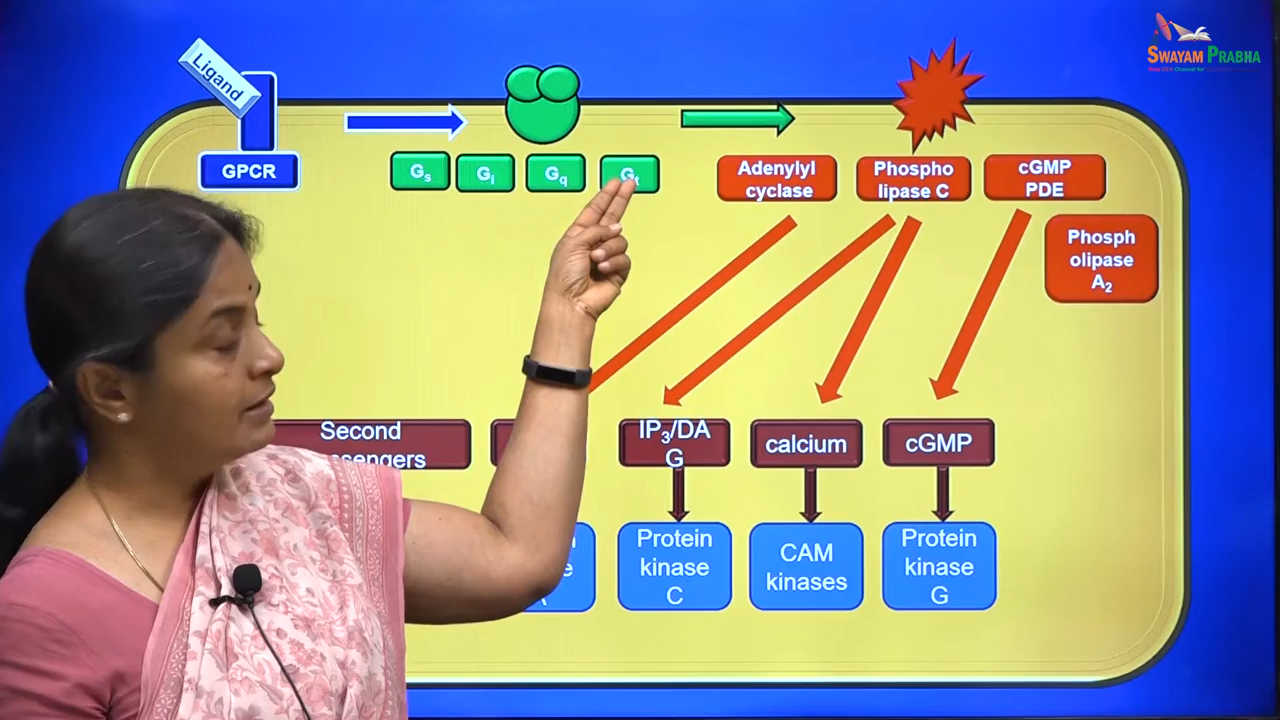 SWAYAM PRABHA
Ligand
GPCR
Gs
Gi
Gq
Gt
Adenylyl
cyclase
Phospho
lipase C
cGMP
PDE
Phosph
olipase
A2
Second
IP3/DA
G
calcium
cGMP
Protein
kinase
C
CAM
kinases
Protein
kinase
G